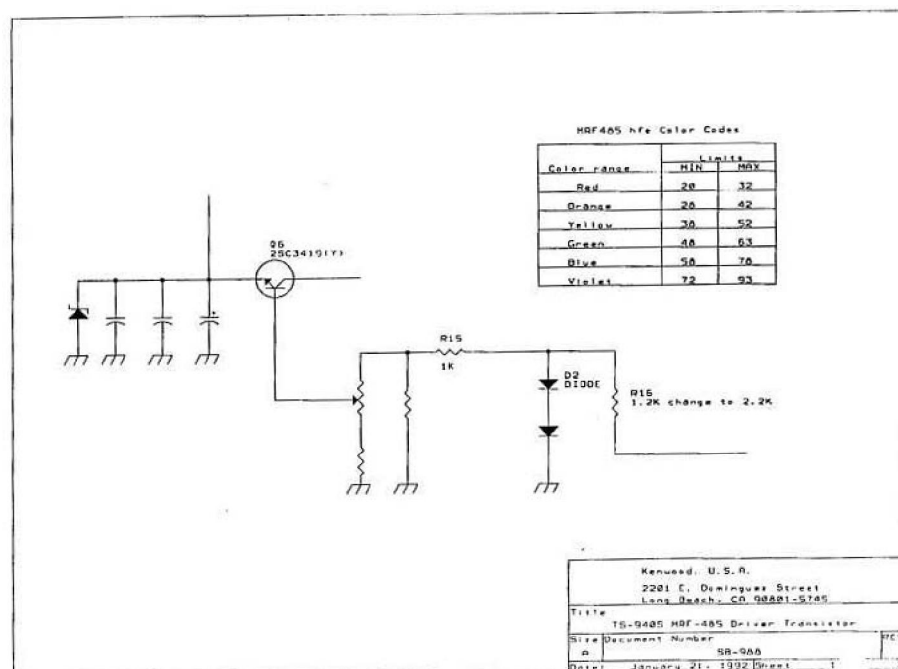 MRF485 hfe Color Codes
Color range
Limits
MIN MAX
Red 20 32
Orange 28 42
Yellow 38 52
Green 48 63
Blue 58 78
Violet 72 93
Q6
2SC3419(Y)
R15
1K
D2
DIODE
R16
1.2K change to 2.2K
Kenwood, U.S.A.
2201 E. Dominguez Street
Long Beach, CA 90801-5745
Title
TS-940S MRF-485 Driver Transistor
Size Document Number
A SB-988
Date: January 21, 1992 Sheet 1